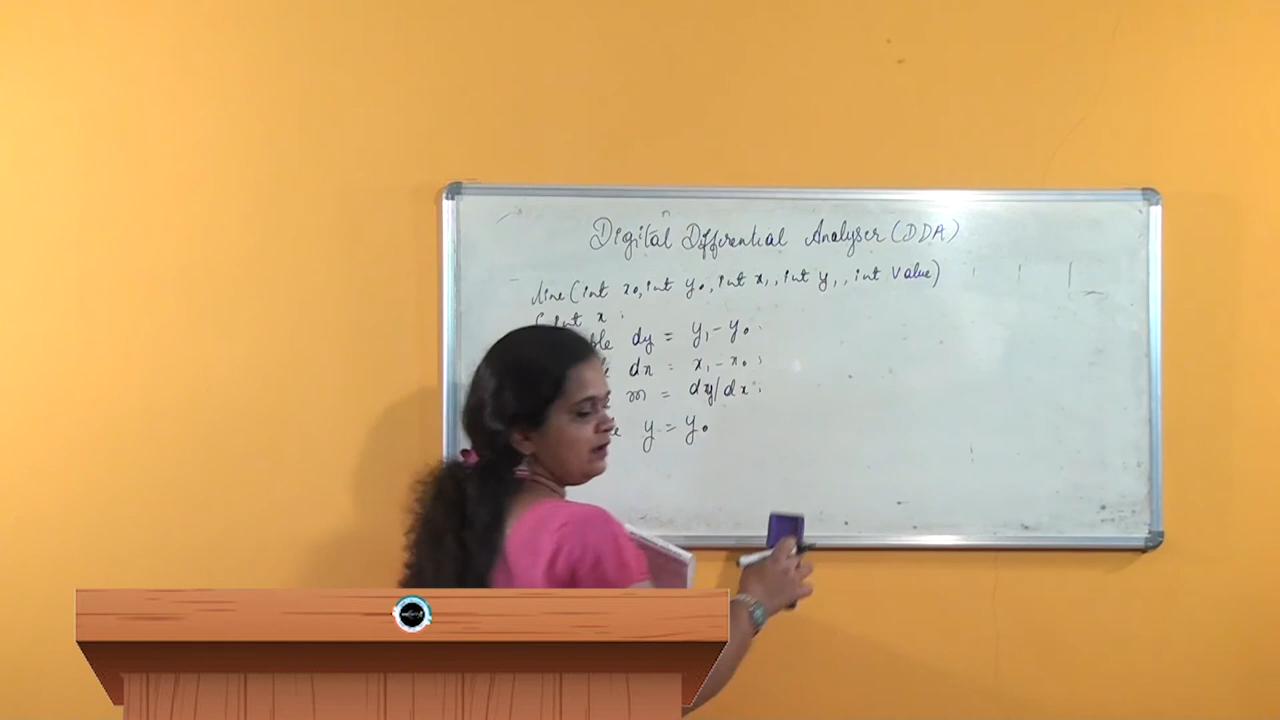 Digital Differential Analyser (DDA)
line (int x0, int y0, int x1, int y1, int value)
{ int x;
dy = y1 - y0;
dx = x1 - x0;
m = dy/dx;
y = y0